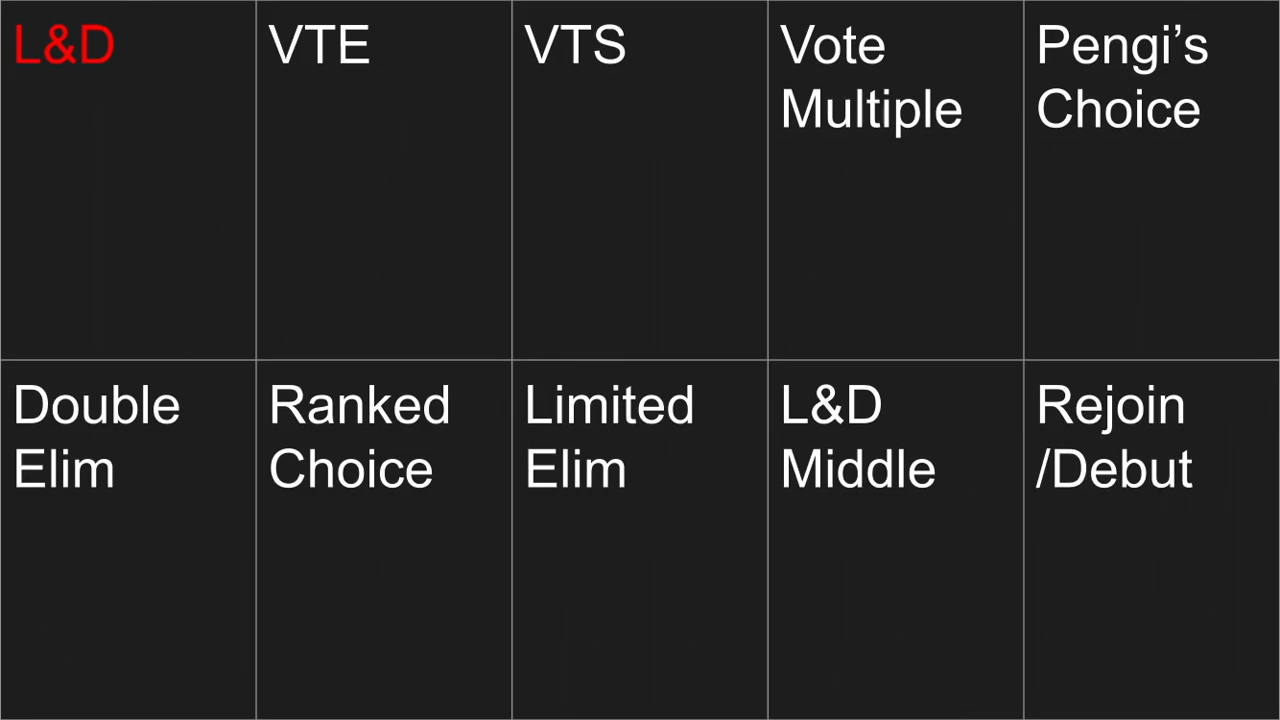 L&D
VTE
VTS
Vote
Multiple
Pengi’s
Choice
Double
Elim
Ranked
Choice
Limited
Elim
L&D
Middle
Rejoin
/Debut